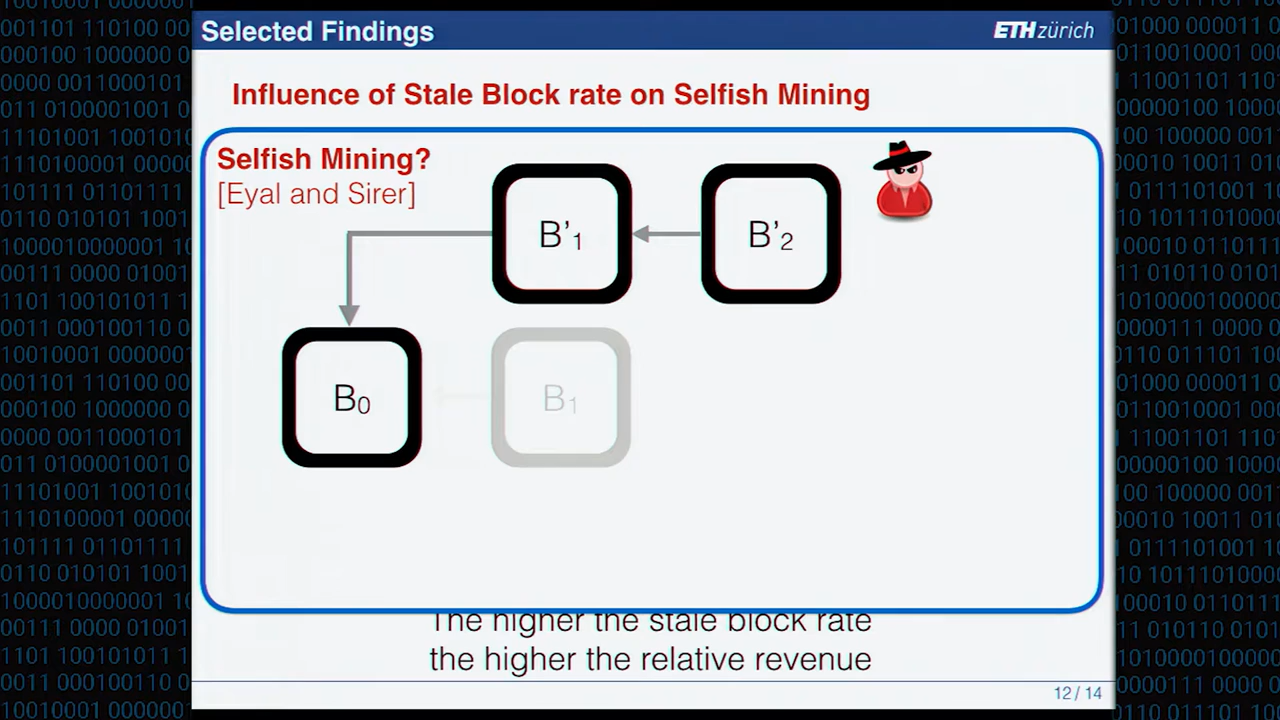 Selected Findings
ETH zürich
Influence of Stale Block rate on Selfish Mining
Selfish Mining?
[Eyal and Sirer]
B'1
B'2
B0
B1
The higher the stale block rate
the higher the relative revenue
12 / 14